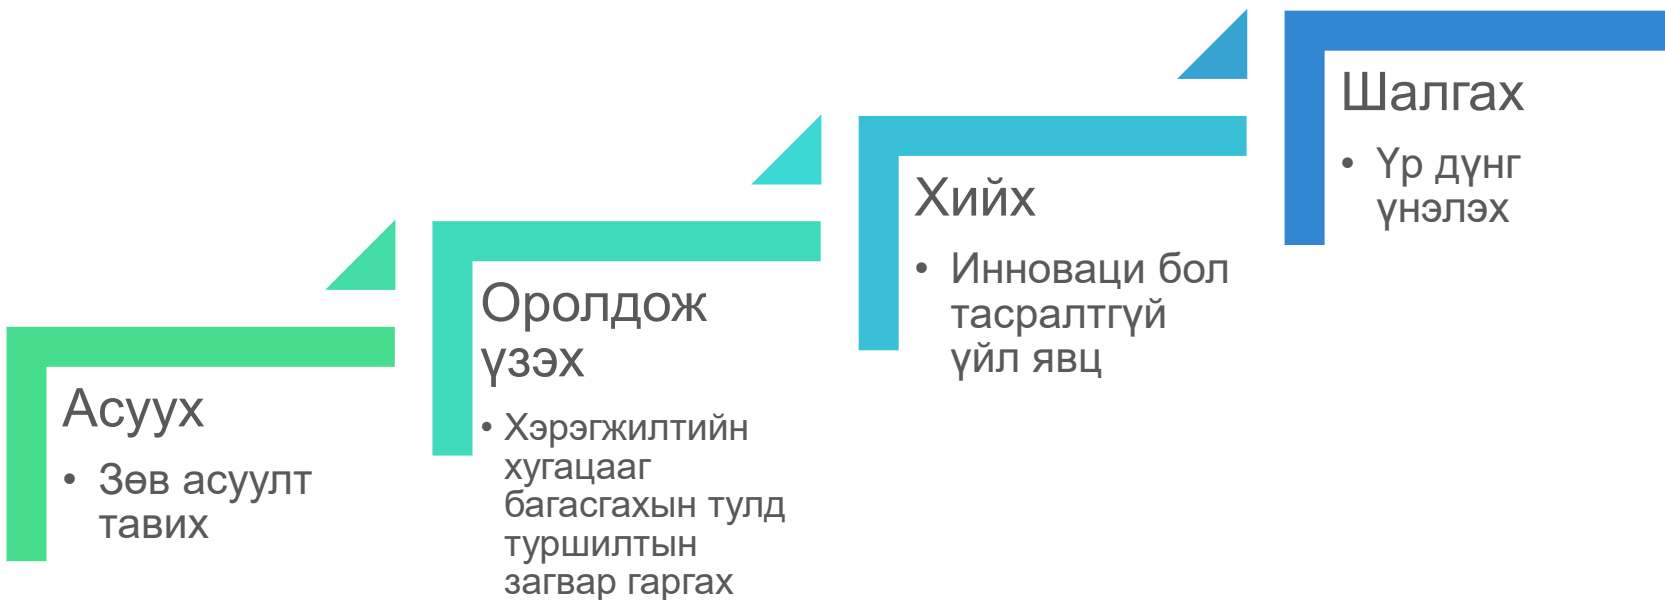 Асуух
• Зөв асуулт
тавих
Оролдож
үзэх
• Хэрэгжилтийн
хугацааг
багасгахын тулд
туршилтын
загвар гаргах
Хийх
• Инноваци бол
тасралтгүй
үйл явц
Шалгах
• Үр дүнг
үнэлэх